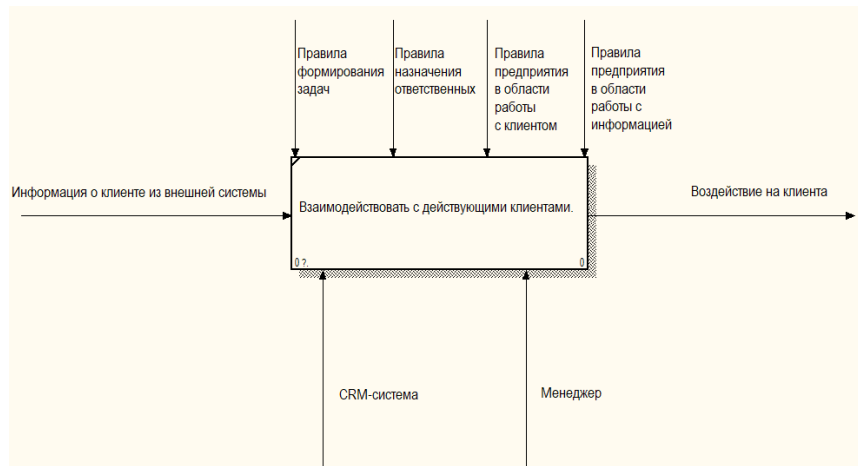 Правила
формирования
задач
Правила
назначения
ответственных
Правила
предприятия
в области
работы
с клиентом
Правила
предприятия
в области
работы с
информацией
Информация о клиенте из внешней системы
Взаимодействовать с действующими клиентами.
Воздействие на клиента
0 ?.
0
CRM-система
Менеджер